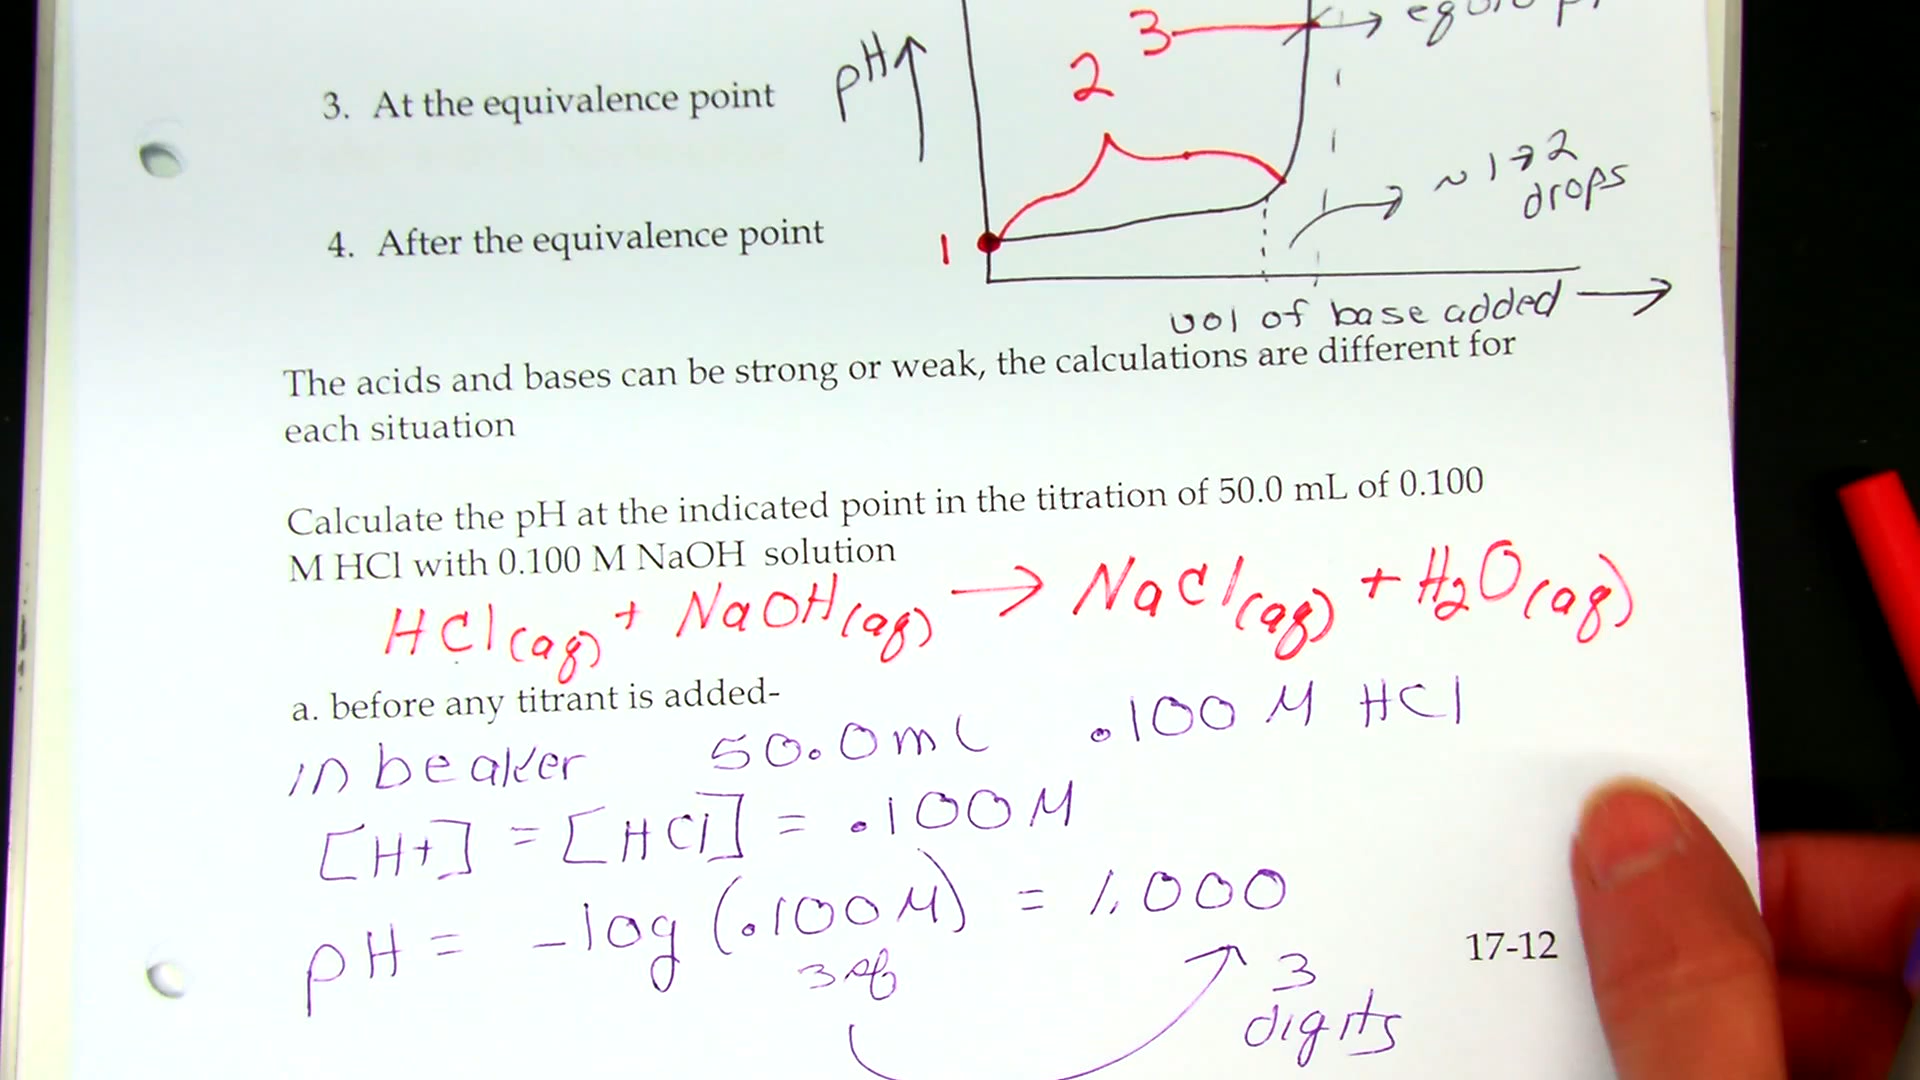 3
→ equiv pt
2
3. At the equivalence point
pH↑
~1→2
drops
4. After the equivalence point
1
vol of base added →
The acids and bases can be strong or weak, the calculations are different for
each situation
Calculate the pH at the indicated point in the titration of 50.0 mL of 0.100
M HCl with 0.100 M NaOH solution
HCl(aq) + NaOH(aq) → NaCl(aq) + H2O(aq)
a. before any titrant is added-
in beaker 50.0mL .100 M HCl
[H+] = [HCl] = .100M
pH = -log (.100M) = 1.000
17-12
3 sf
3
digits